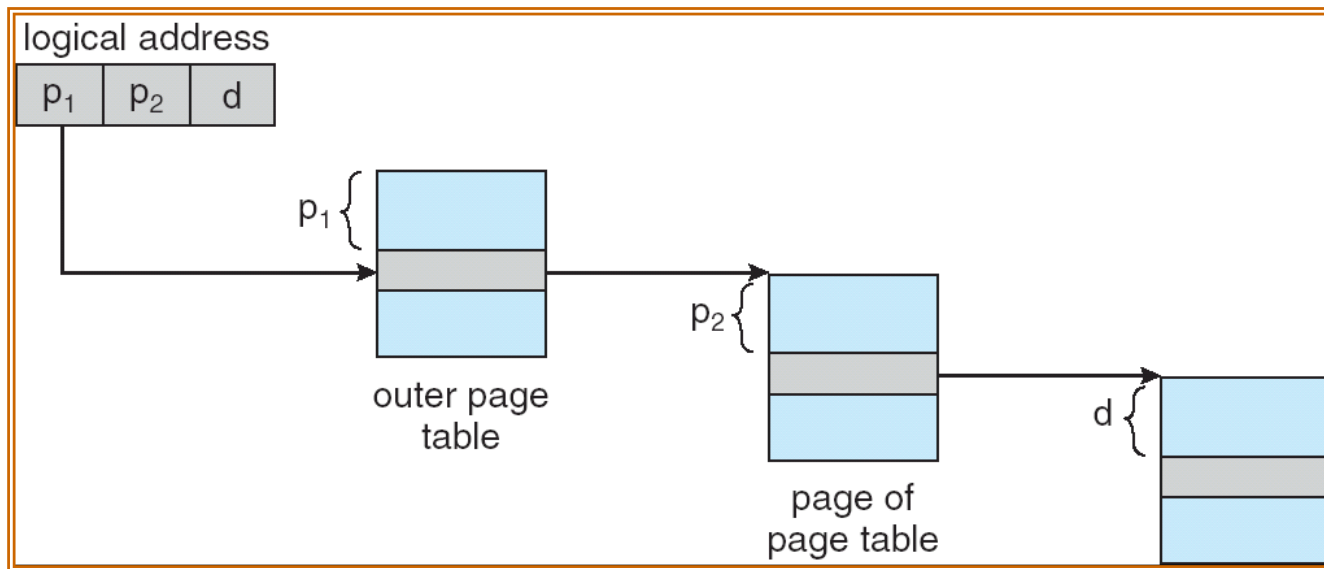 logical address
p₁ p₂ d
p₁
p₂
d
outer page
table
page of
page table